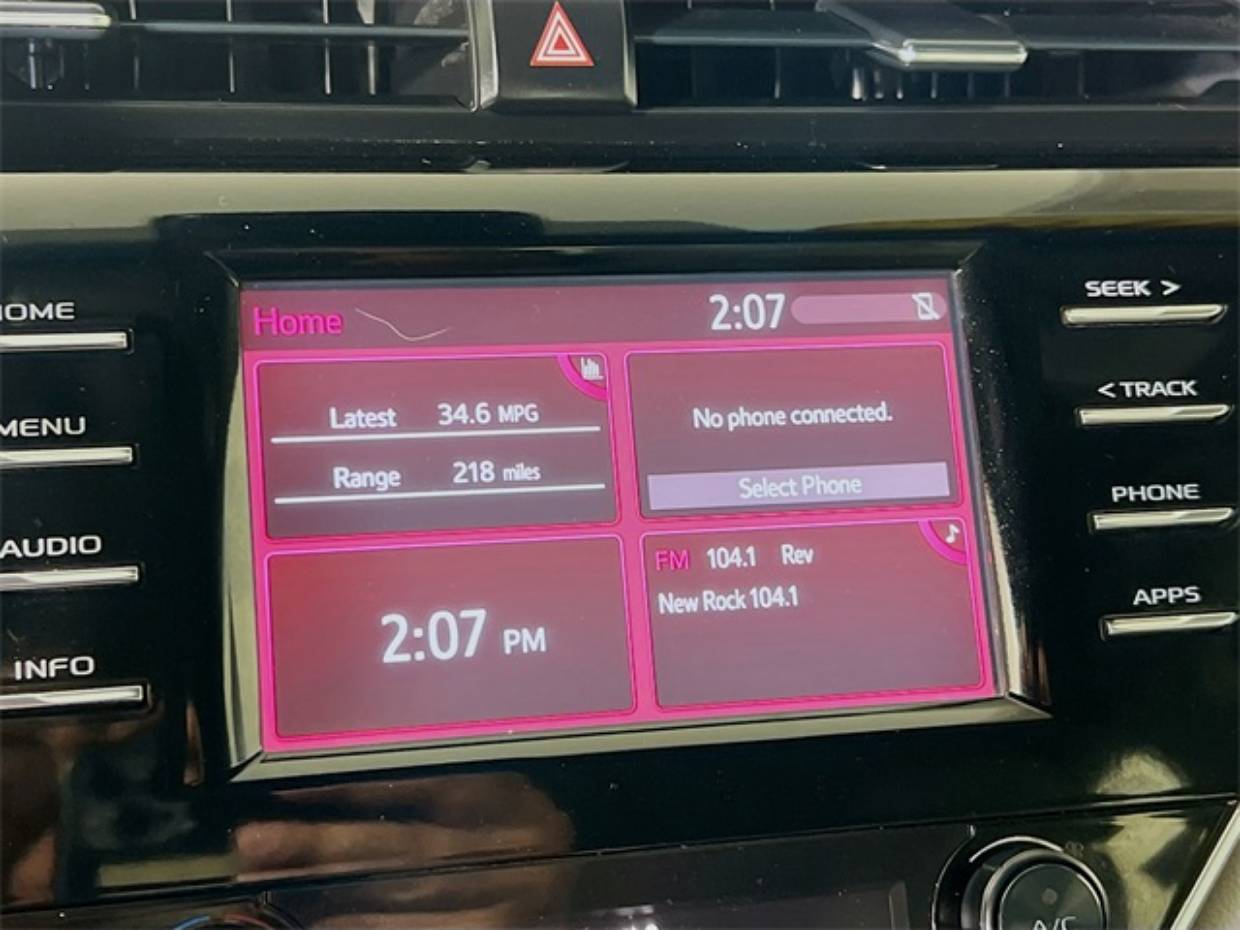 HOME
MENU
AUDIO
INFO
Home
2:07
Latest 34.6 MPG
Range 218 miles
No phone connected.
Select Phone
2:07 PM
FM 104.1 Rev
New Rock 104.1
SEEK >
< TRACK
PHONE
APPS
A/C